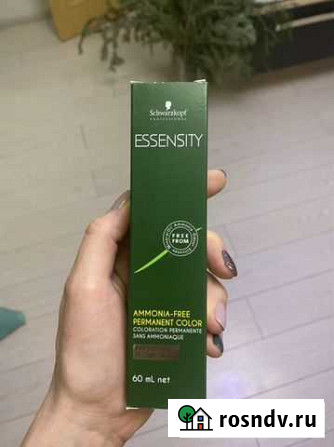 Schwarzkopf
PROFESSIONAL
ESSENSITY
FREE
FROM
AMMONIA-FREE
PERMANENT COLOR
COLORATION PERMANENTE
SANS AMMONIAQUE
60 mL net
rosndv.ru